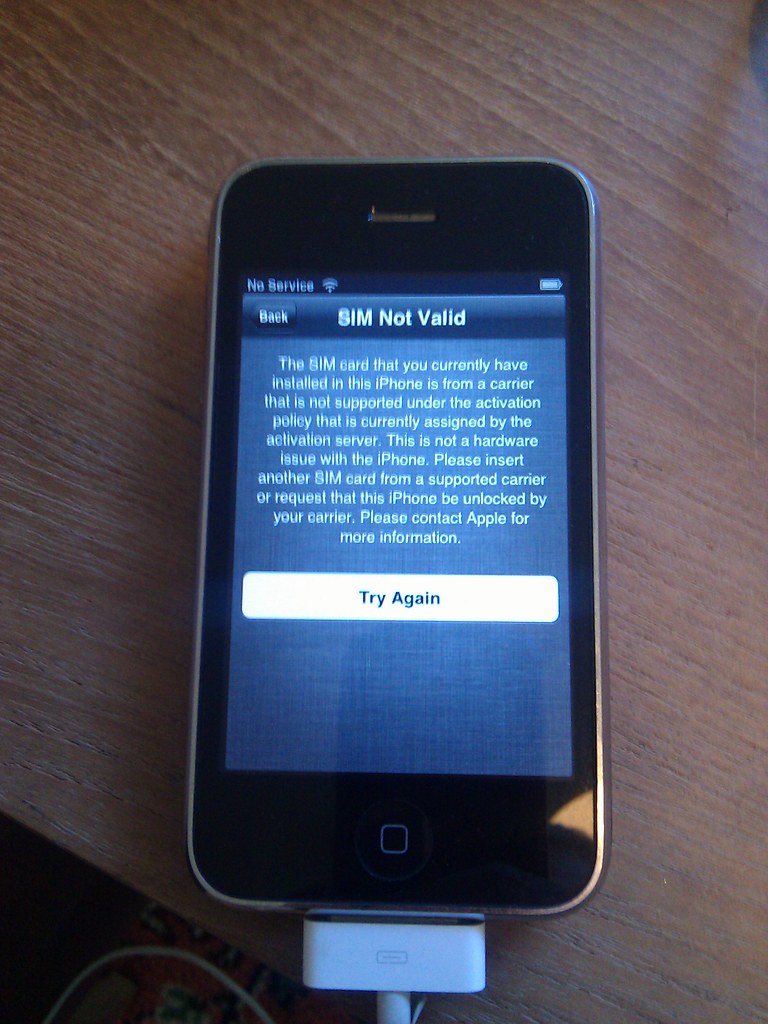 No Service
Back
SIM Not Valid
The SIM card that you currently have
installed in this iPhone is from a carrier
that is not supported under the activation
policy that is currently assigned by the
activation server. This is not a hardware
issue with the iPhone. Please insert
another SIM card from a supported carrier
or request that this iPhone be unlocked by
your carrier. Please contact Apple for
more information.
Try Again